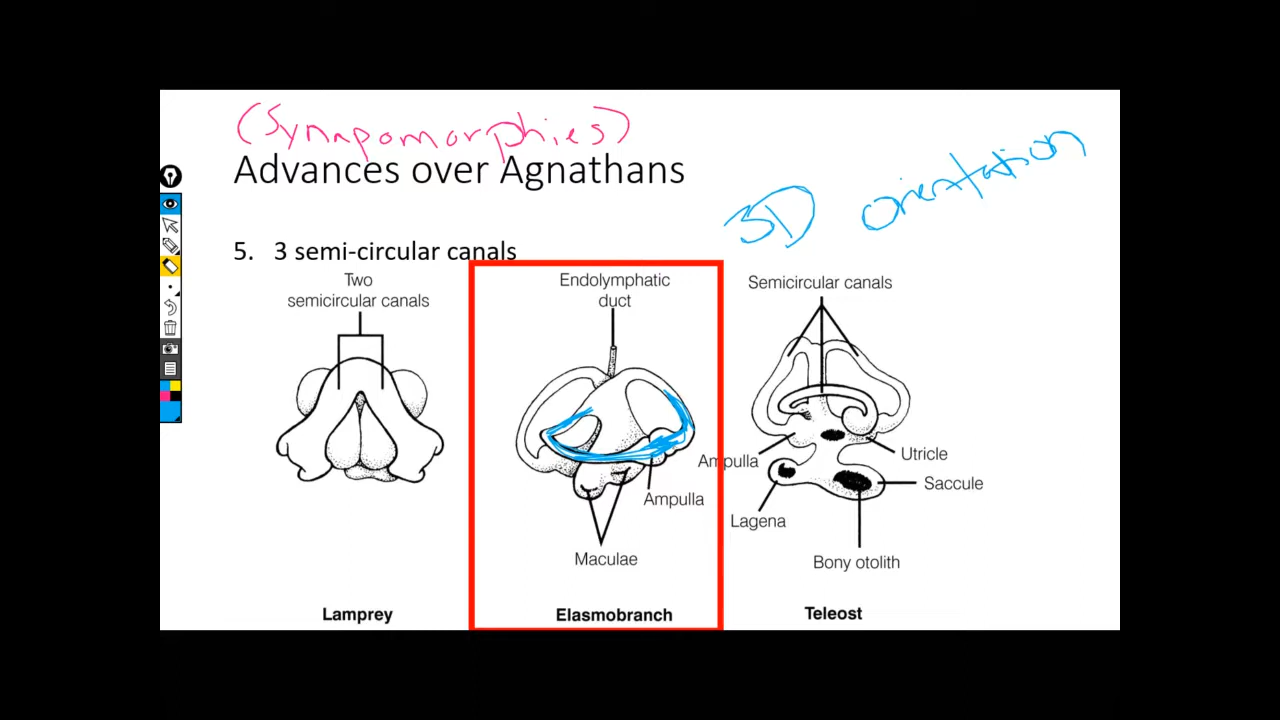 (Synapomorphies)
Advances over Agnathans
3D orientation
5. 3 semi-circular canals
Two
semicircular canals
Endolymphatic
duct
Semicircular canals
Ampulla
Utricle
Saccule
Ampulla
Lagena
Maculae
Bony otolith
Lamprey
Elasmobranch
Teleost